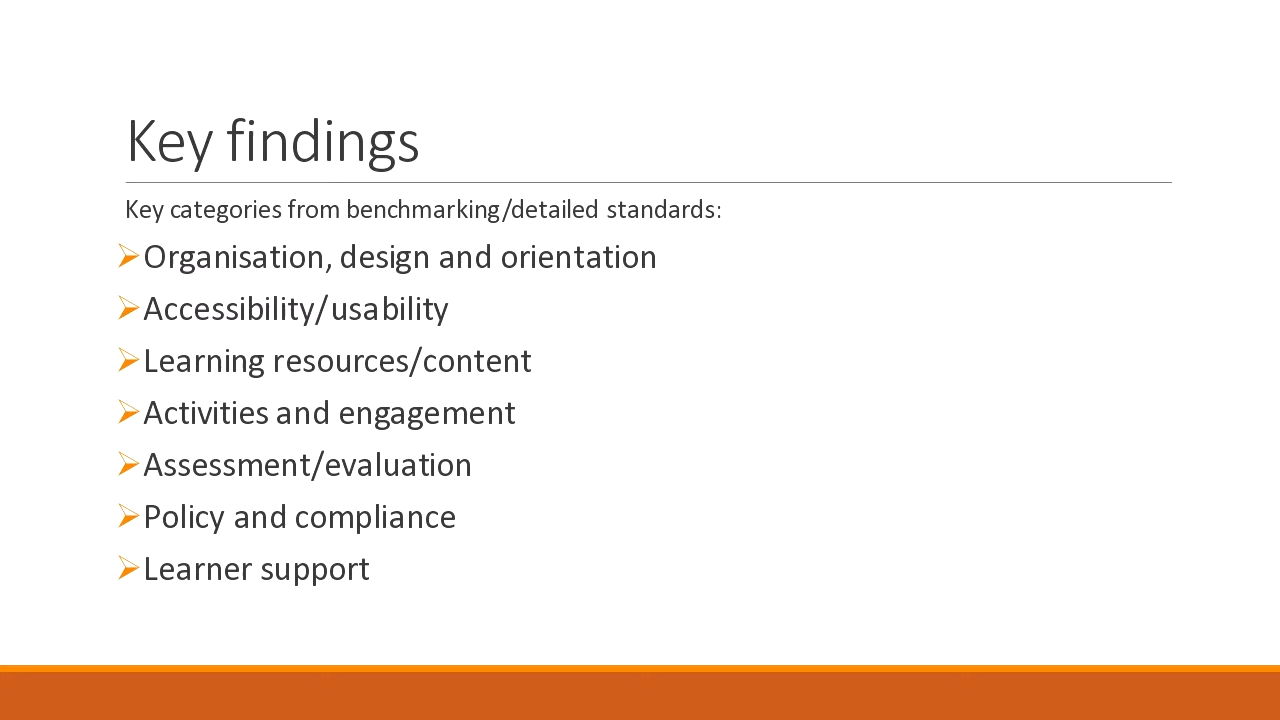 Key findings
Key categories from benchmarking/detailed standards:
Organisation, design and orientation
Accessibility/usability
Learning resources/content
Activities and engagement
Assessment/evaluation
Policy and compliance
Learner support